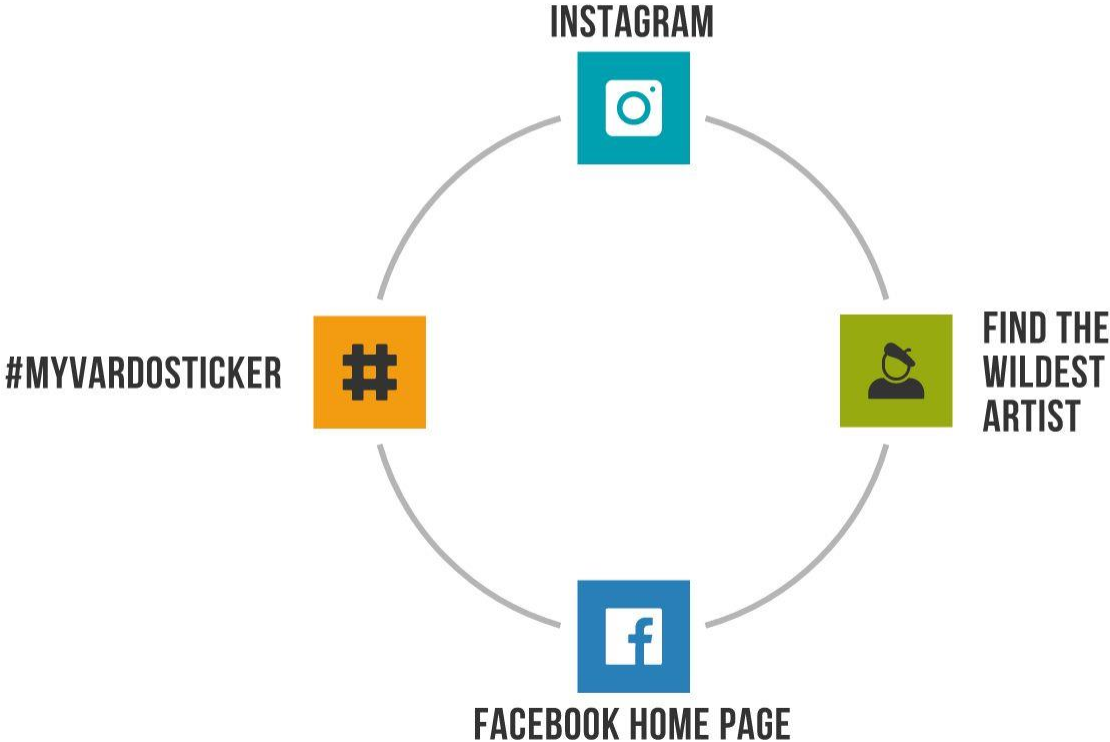 INSTAGRAM
#MYVARDOSTICKER
FIND THE
WILDEST
ARTIST
FACEBOOK HOME PAGE